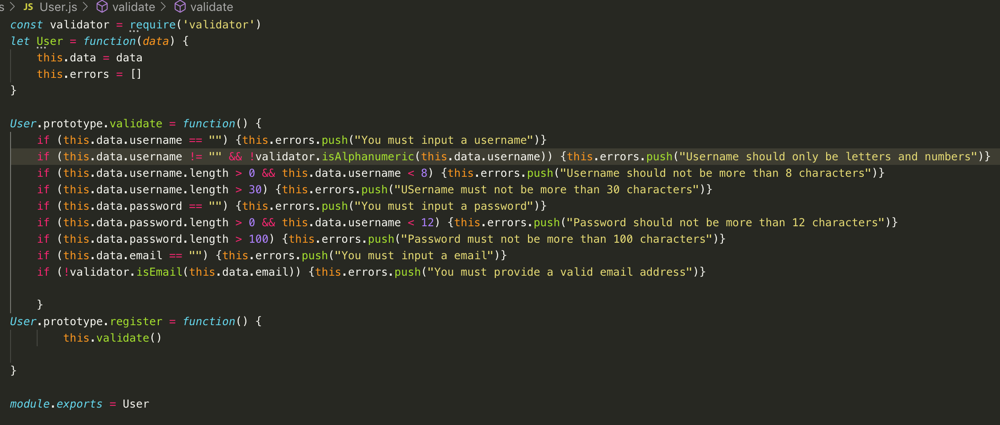 s > JS User.js > validate > validate
const validator = require('validator')
let User = function(data) {
    this.data = data
    this.errors = []
}

User.prototype.validate = function() {
    if (this.data.username == "") {this.errors.push("You must input a username")}
    if (this.data.username != "" && !validator.isAlphanumeric(this.data.username)) {this.errors.push("Username should only be letters and numbers")}
    if (this.data.username.length > 0 && this.data.username < 8) {this.errors.push("Username should not be more than 8 characters")}
    if (this.data.username.length > 30) {this.errors.push("USername must not be more than 30 characters")}
    if (this.data.password == "") {this.errors.push("You must input a password")}
    if (this.data.password.length > 0 && this.data.username < 12) {this.errors.push("Password should not be more than 12 characters")}
    if (this.data.password.length > 100) {this.errors.push("Password must not be more than 100 characters")}
    if (this.data.email == "") {this.errors.push("You must input a email")}
    if (!validator.isEmail(this.data.email)) {this.errors.push("You must provide a valid email address")}

    }
User.prototype.register = function() {
        this.validate()

}

module.exports = User